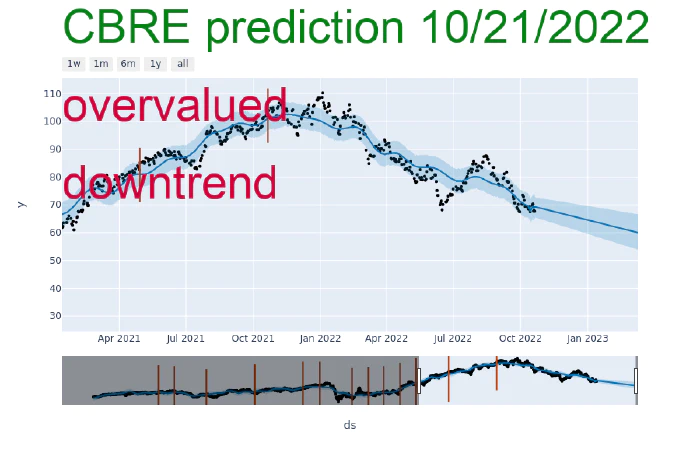 CBRE prediction 10/21/2022
1w 1m 6m 1y all
110
100
90
80
70
60
50
40
30
overvalued
downtrend
y
Apr 2021 Jul 2021 Oct 2021 Jan 2022 Apr 2022 Jul 2022 Oct 2022 Jan 2023
ds